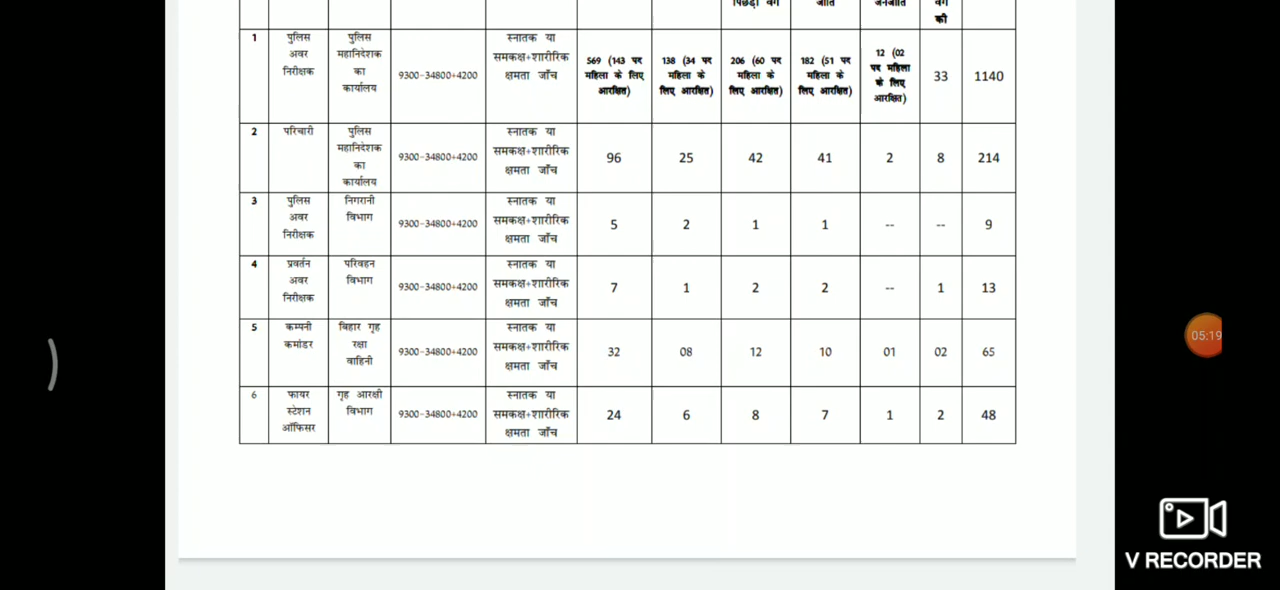 पिछड़ा वर्ग जाति जनजाति वर्ग
की
1 पुलिस अवर निरीक्षक पुलिस महानिदेशक का कार्यालय 9300-34800+4200 स्नातक या समकक्ष+शारीरिक क्षमता जाँच 569 (143 पद महिला के लिए आरक्षित) 138 (34 पद महिला के लिए आरक्षित) 206 (60 पद महिला के लिए आरक्षित) 182 (51 पद महिला के लिए आरक्षित) 12 (02 पद महिला के लिए आरक्षित) 33 1140
2 परिचारी पुलिस महानिदेशक का कार्यालय 9300-34800+4200 स्नातक या समकक्ष+शारीरिक क्षमता जाँच 96 25 42 41 2 8 214
3 पुलिस अवर निरीक्षक निगरानी विभाग 9300-34800+4200 स्नातक या समकक्ष+शारीरिक क्षमता जाँच 5 2 1 1 -- -- 9
4 प्रवर्तन अवर निरीक्षक परिवहन विभाग 9300-34800+4200 स्नातक या समकक्ष+शारीरिक क्षमता जाँच 7 1 2 2 -- 1 13
5 कम्पनी कमांडर बिहार गृह रक्षा वाहिनी 9300-34800+4200 स्नातक या समकक्ष+शारीरिक क्षमता जाँच 32 08 12 10 01 02 65
6 फायर स्टेशन ऑफिसर गृह आरक्षी विभाग 9300-34800+4200 स्नातक या समकक्ष+शारीरिक क्षमता जाँच 24 6 8 7 1 2 48
05:19
V RECORDER